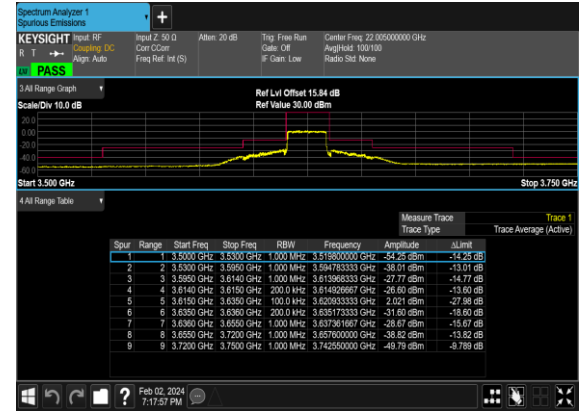 Spectrum Analyzer 1
Spurious Emissions
+
KEYSIGHT Input: RF Input Z: 50 Ω Atten: 20 dB Trig: Free Run Center Freq: 22.005000000 GHz
R T Coupling: DC Corr CCorr Gate: Off Avg|Hold: 100/100
Align: Auto Freq Ref: Int (S) IF Gain: Low Radio Std: None
PASS
3 All Range Graph
Ref Lvl Offset 15.84 dB
Scale/Div 10.0 dB Ref Value 30.00 dBm
20.0
0.00
-20.0
-40.0
-60.0
Start 3.500 GHz Stop 3.750 GHz
4 All Range Table
Measure Trace Trace 1
Trace Type Trace Average (Active)
Spur Range Start Freq Stop Freq RBW Frequency Amplitude ΔLimit
1 1 3.5000 GHz 3.5300 GHz 1.000 MHz 3.519800000 GHz -54.25 dBm -14.25 dB
2 2 3.5300 GHz 3.5950 GHz 1.000 MHz 3.594783333 GHz -38.01 dBm -13.01 dB
3 3 3.5950 GHz 3.6140 GHz 1.000 MHz 3.613968333 GHz -27.77 dBm -14.77 dB
4 4 3.6140 GHz 3.6150 GHz 200.0 kHz 3.614926667 GHz -26.60 dBm -13.60 dB
5 5 3.6150 GHz 3.6350 GHz 100.0 kHz 3.620933333 GHz 2.021 dBm -27.98 dB
6 6 3.6350 GHz 3.6360 GHz 200.0 kHz 3.635173333 GHz -31.60 dBm -18.60 dB
7 7 3.6360 GHz 3.6550 GHz 1.000 MHz 3.637361667 GHz -28.67 dBm -15.67 dB
8 8 3.6550 GHz 3.7200 GHz 1.000 MHz 3.657600000 GHz -38.82 dBm -13.82 dB
9 9 3.7200 GHz 3.7500 GHz 1.000 MHz 3.742550000 GHz -49.79 dBm -9.789 dB
? Feb 02, 2024
7:17:57 PM